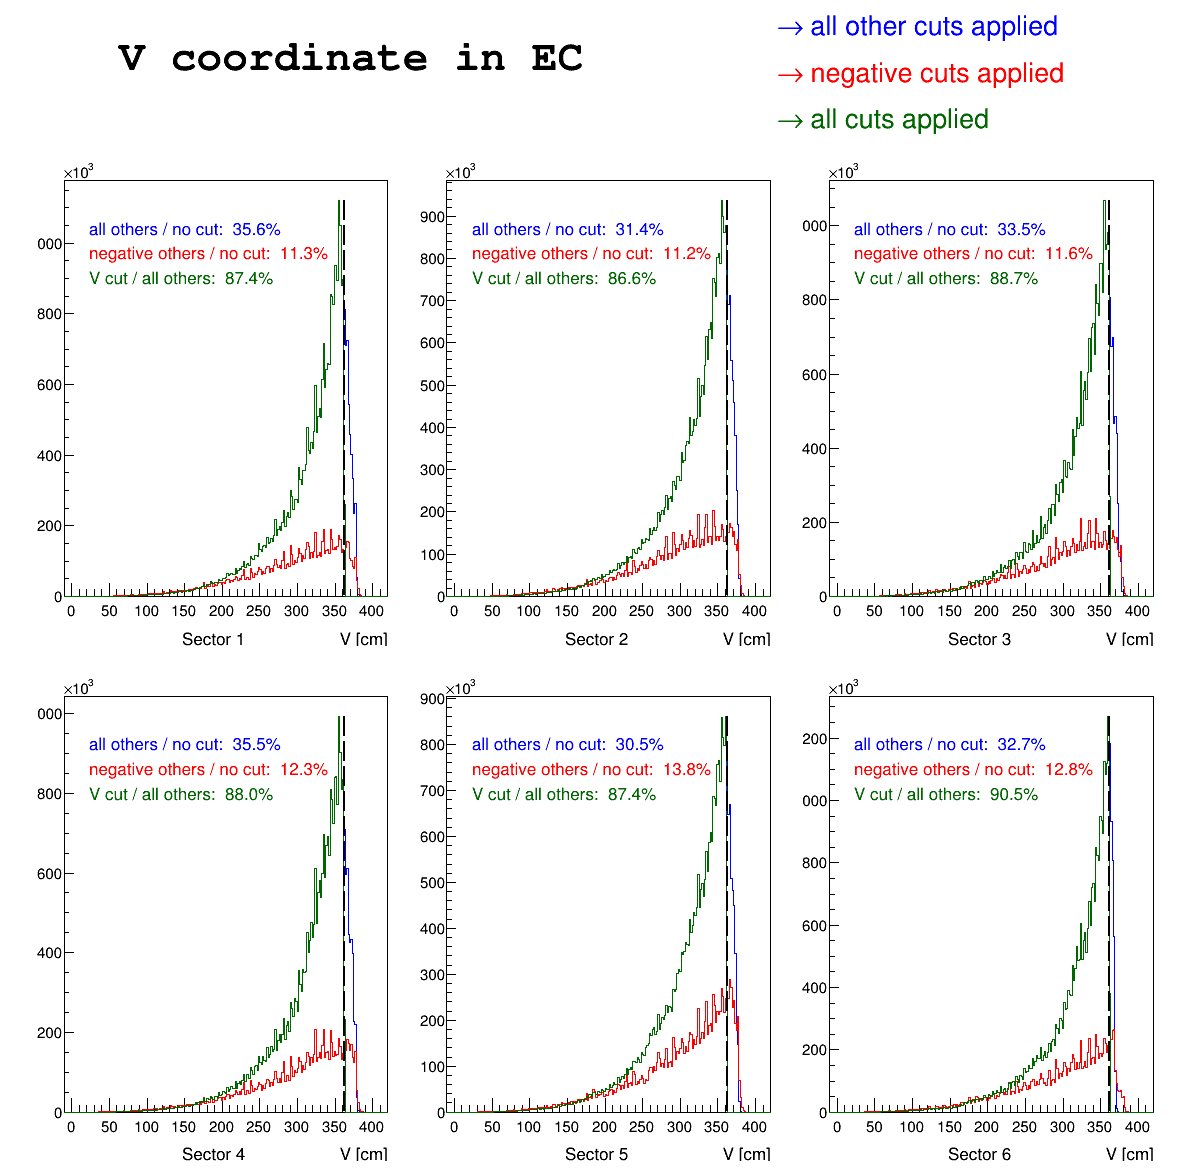 V coordinate in EC
→ all other cuts applied
→ negative cuts applied
→ all cuts applied
×10³
all others / no cut: 35.6%
negative others / no cut: 11.3%
V cut / all others: 87.4%
000
800
600
400
200
0
0 50 100 150 200 250 300 350 400
Sector 1 V [cm]
×10³
all others / no cut: 31.4%
negative others / no cut: 11.2%
V cut / all others: 86.6%
900
800
700
600
500
400
300
200
100
0
0 50 100 150 200 250 300 350 400
Sector 2 V [cm]
×10³
all others / no cut: 33.5%
negative others / no cut: 11.6%
V cut / all others: 88.7%
000
800
600
400
200
0
0 50 100 150 200 250 300 350 400
Sector 3 V [cm]
×10³
all others / no cut: 35.5%
negative others / no cut: 12.3%
V cut / all others: 88.0%
000
800
600
400
200
0
0 50 100 150 200 250 300 350 400
Sector 4 V [cm]
×10³
all others / no cut: 30.5%
negative others / no cut: 13.8%
V cut / all others: 87.4%
900
800
700
600
500
400
300
200
100
0
0 50 100 150 200 250 300 350 400
Sector 5 V [cm]
×10³
all others / no cut: 32.7%
negative others / no cut: 12.8%
V cut / all others: 90.5%
200
000
800
600
400
200
0
0 50 100 150 200 250 300 350 400
Sector 6 V [cm]